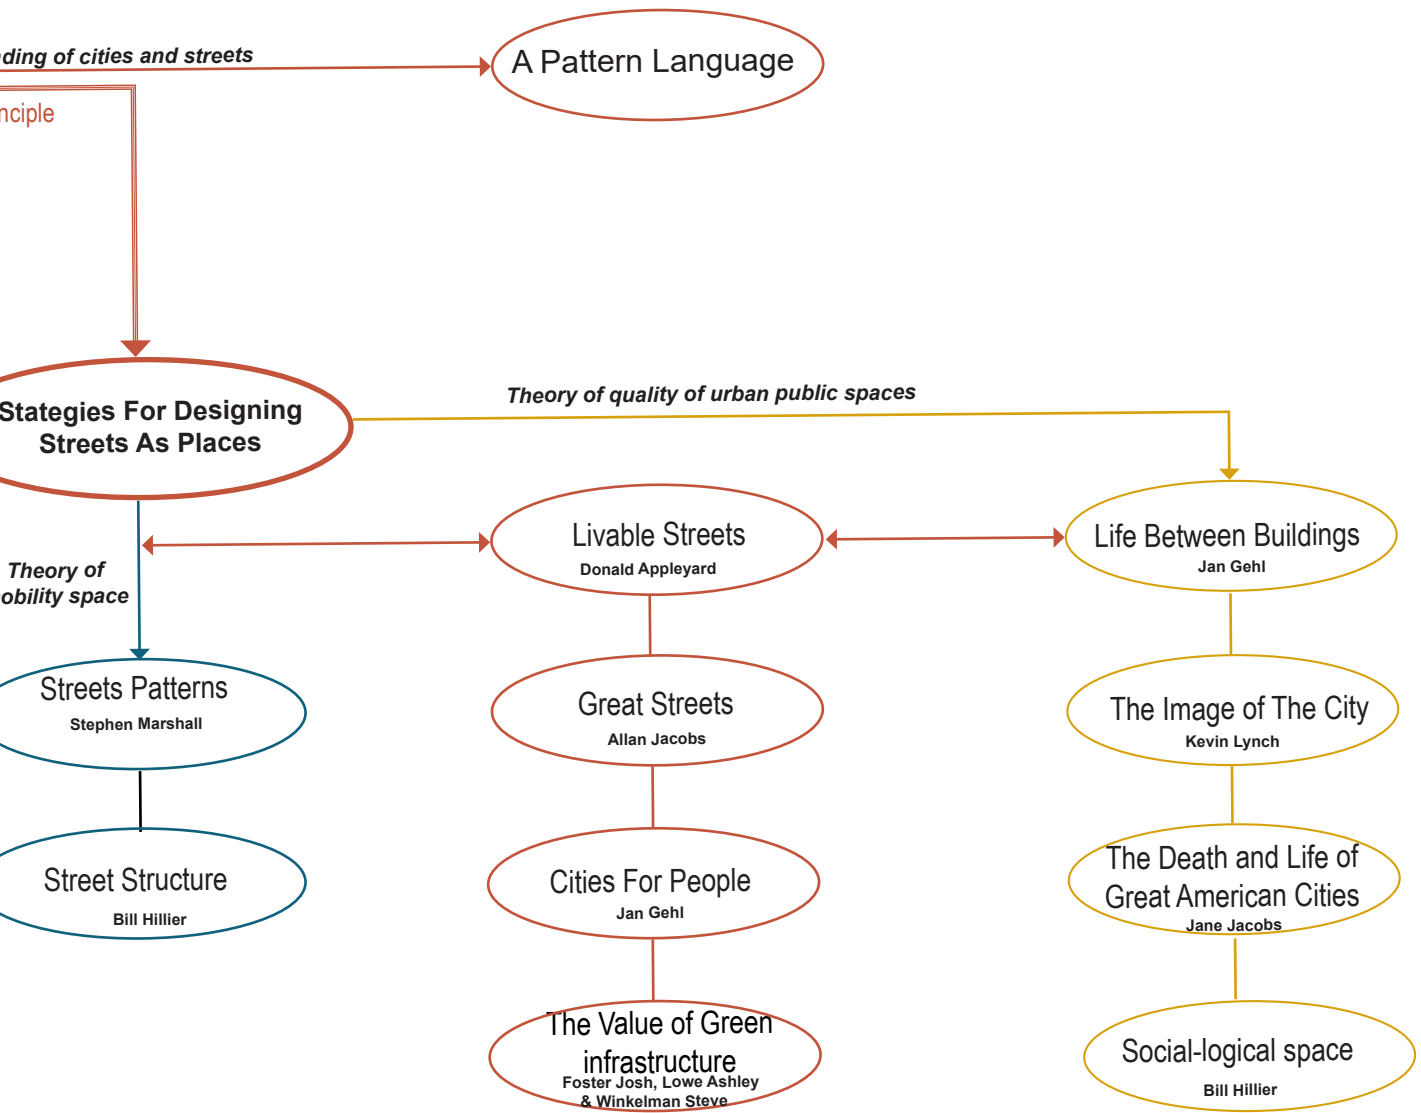 nding of cities and streets
A Pattern Language
nciple
Stategies For Designing
Streets As Places
Theory of quality of urban public spaces
Livable Streets
Donald Appleyard
Life Between Buildings
Jan Gehl
Theory of
obility space
Streets Patterns
Stephen Marshall
Great Streets
Allan Jacobs
The Image of The City
Kevin Lynch
Street Structure
Bill Hillier
Cities For People
Jan Gehl
The Death and Life of
Great American Cities
Jane Jacobs
The Value of Green
infrastructure
Foster Josh, Lowe Ashley
& Winkelman Steve
Social-logical space
Bill Hillier